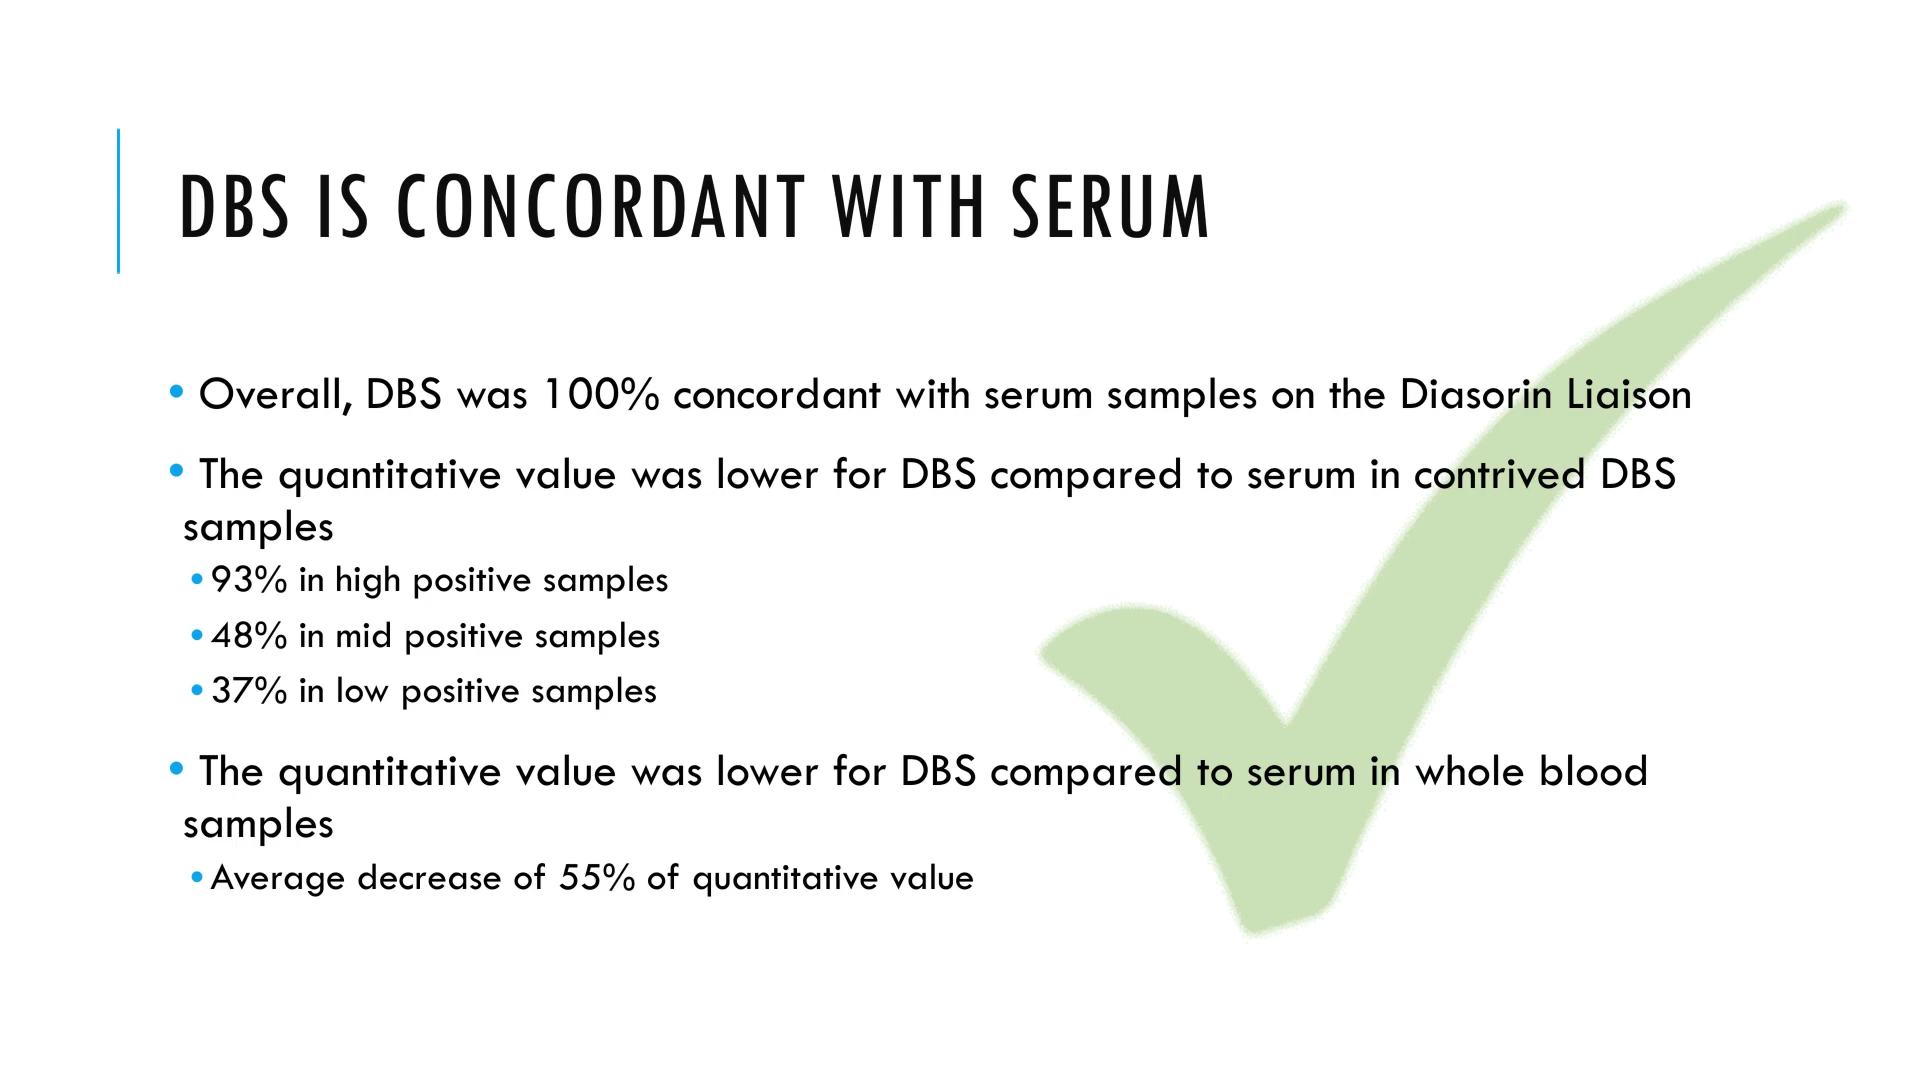 DBS IS CONCORDANT WITH SERUM
• Overall, DBS was 100% concordant with serum samples on the Diasorin Liaison
• The quantitative value was lower for DBS compared to serum in contrived DBS
samples
• 93% in high positive samples
• 48% in mid positive samples
• 37% in low positive samples
• The quantitative value was lower for DBS compared to serum in whole blood
samples
• Average decrease of 55% of quantitative value